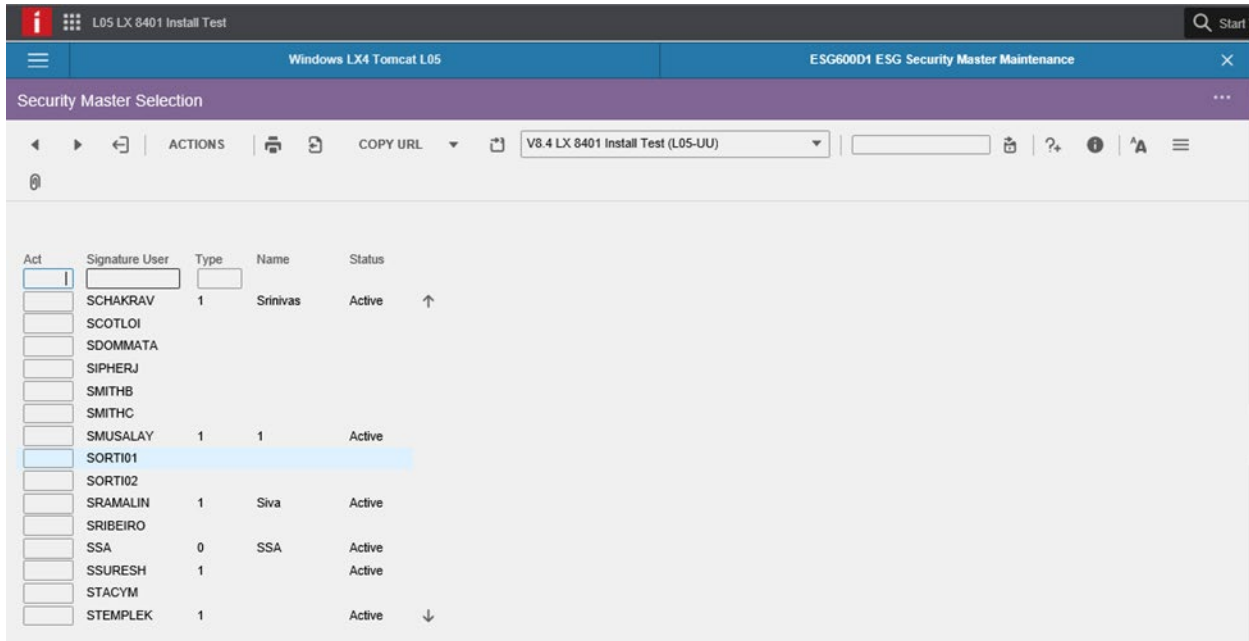 i L05 LX 8401 Install Test Start
Windows LX4 Tomcat L05 ESG600D1 ESG Security Master Maintenance
Security Master Selection
ACTIONS COPY URL V8.4 LX 8401 Install Test (L05-UU)
Act Signature User Type Name Status
SCHAKRAV 1 Srinivas Active
SCOTLOI
SDOMMATA
SIPHERJ
SMITHB
SMITHC
SMUSALAY 1 1 Active
SORTI01
SORTI02
SRAMALIN 1 Siva Active
SRIBEIRO
SSA 0 SSA Active
SSURESH 1 Active
STACYM
STEMPLEK 1 Active